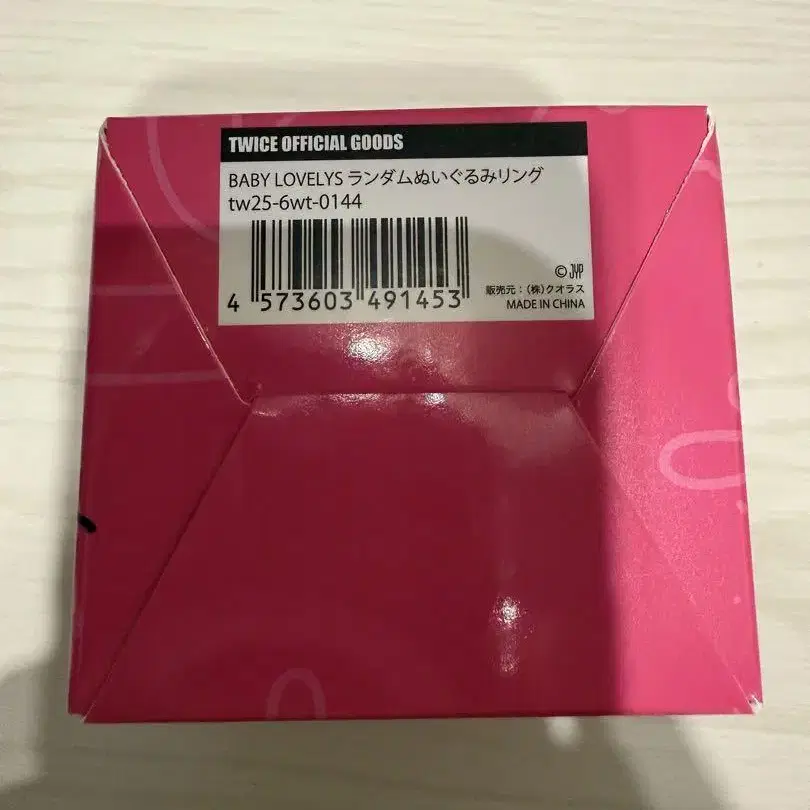 TWICE OFFICIAL GOODS
BABY LOVELYS ランダムぬいぐるみリング
tw25-6wt-0144
© JYP
販売元：(株)クオラス
MADE IN CHINA
4 573603 491453